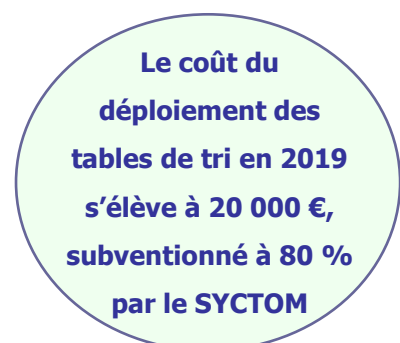 Le coût du
déploiement des
tables de tri en 2019
s’élève à 20 000 €,
subventionné à 80 %
par le SYCTOM